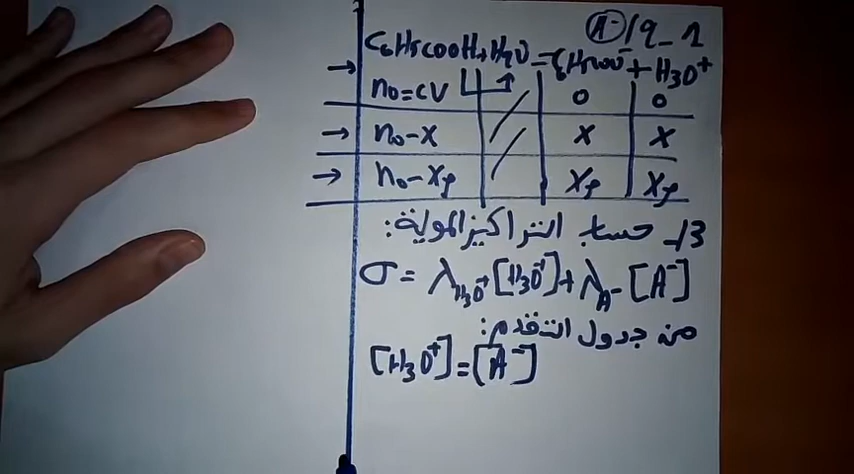 A⁻/ 9 _ 1
C₆H₅COOH + H₂O = C₆H₅COO⁻ + H₃O⁺
n₀=CV 0 0
n₀-x x x
n₀-xf xf xf
3/_ حساب التراكيز المولية:
σ = λH₃O⁺[H₃O⁺]+λA⁻[A⁻]
من جدول التقدم:
[H₃O⁺]=[A⁻]